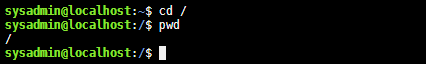 sysadmin@localhost:~$ cd /
sysadmin@localhost:/$ pwd
/
sysadmin@localhost:/$